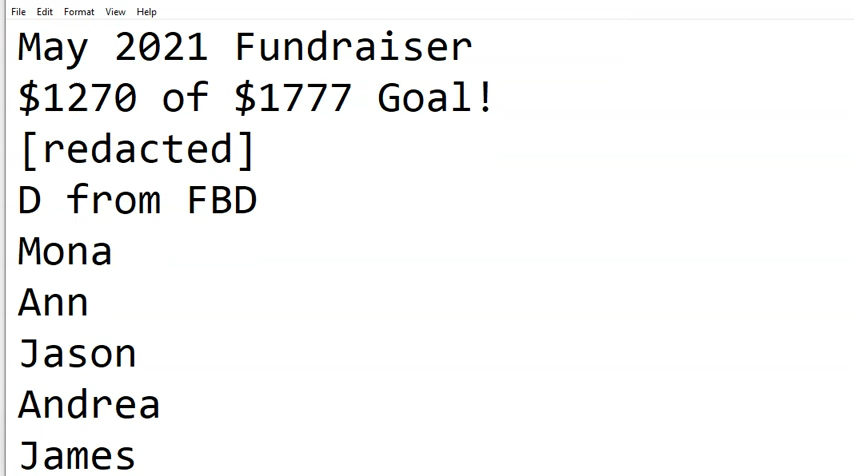 File Edit Format View Help
May 2021 Fundraiser
$1270 of $1777 Goal!
[redacted]
D from FBD
Mona
Ann
Jason
Andrea
James